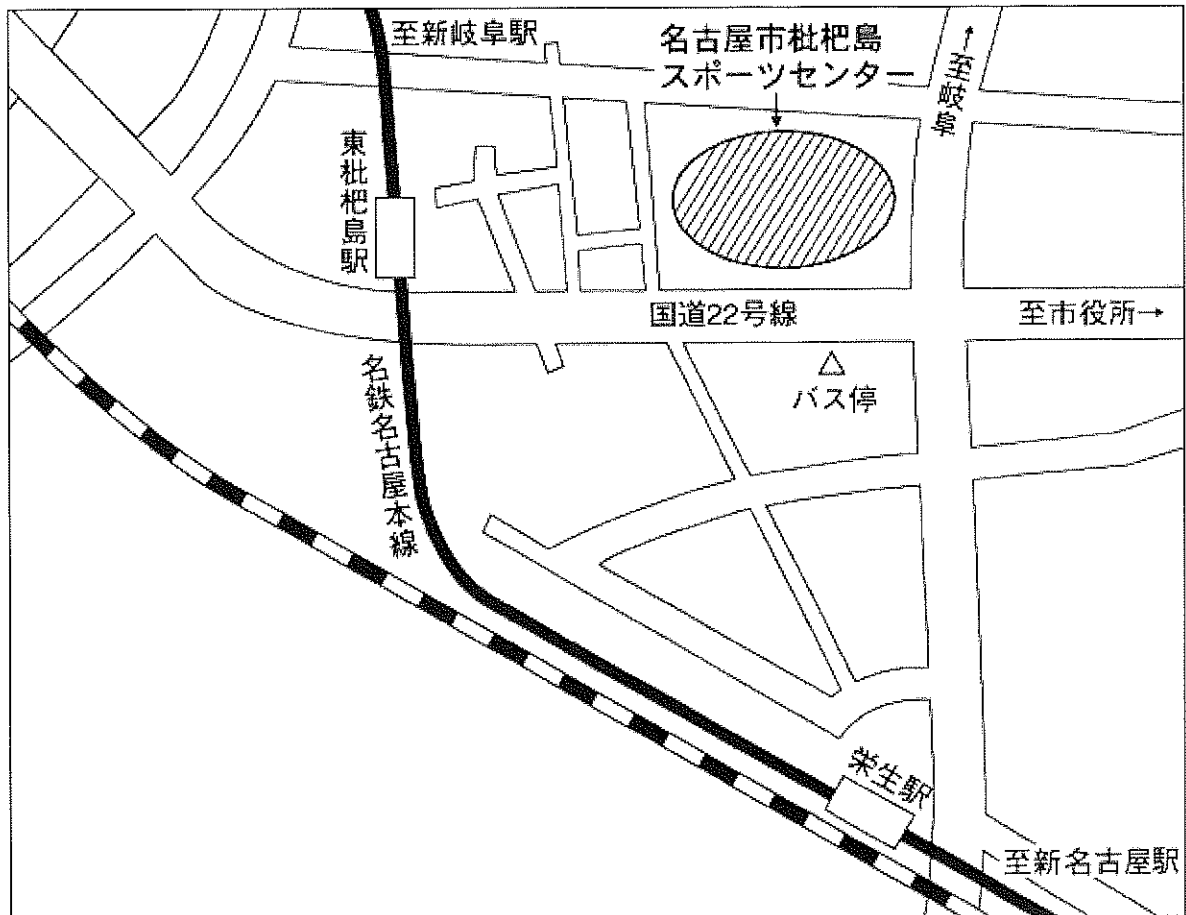 至新岐阜駅
名古屋市枇杷島
スポーツセンター
↑至岐阜
東枇杷島駅
国道22号線
至市役所→
バス停
名鉄名古屋本線
栄生駅
至新名古屋駅